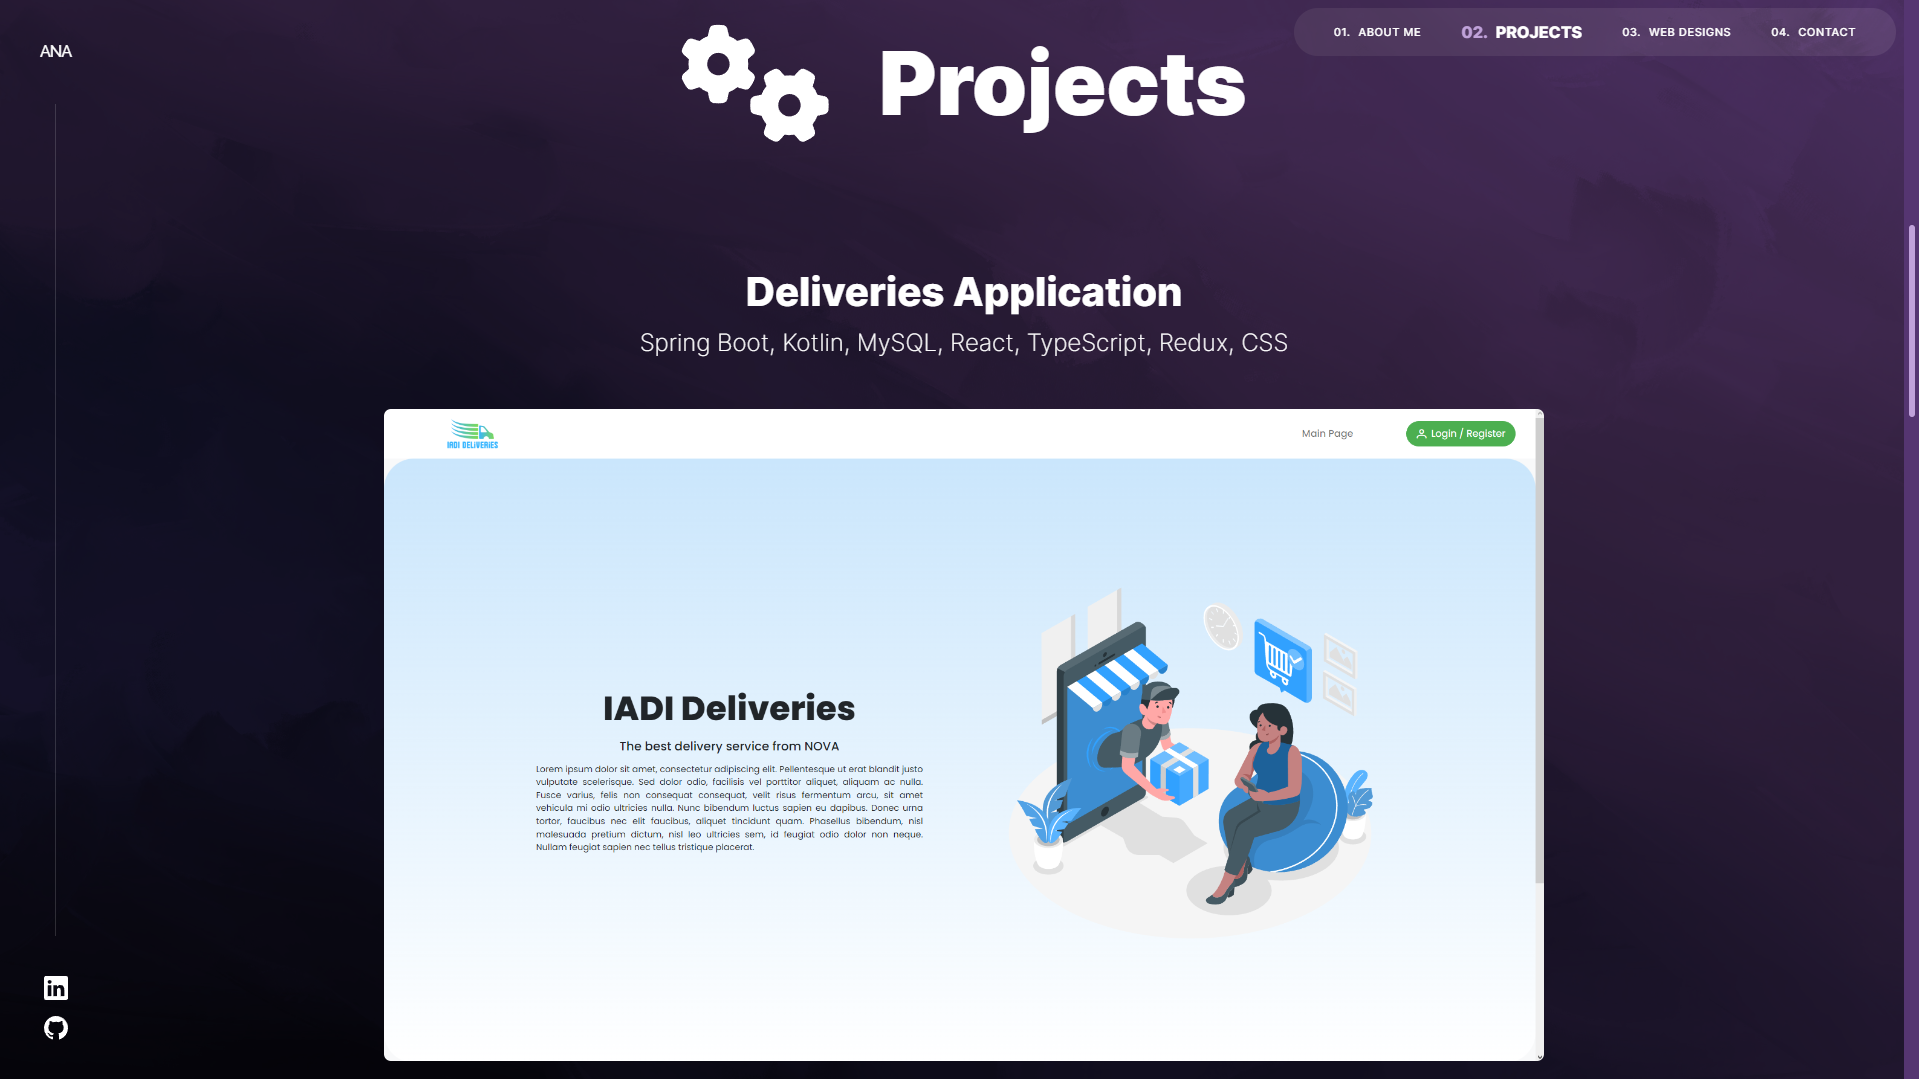 ANA
01. ABOUT ME
02. PROJECTS
03. WEB DESIGNS
04. CONTACT
Projects
Deliveries Application
Spring Boot, Kotlin, MySQL, React, TypeScript, Redux, CSS
IADI DELIVERIES
Main Page
Login / Register
IADI Deliveries
The best delivery service from NOVA
Lorem ipsum dolor sit amet, consectetur adipiscing elit. Pellentesque ut erat blandit justo
vulputate scelerisque. Sed dolor odio, facilisis vel porttitor aliquet, aliquam ac nulla.
Fusce varius, felis non consequat consequat, velit risus fermentum arcu, sit amet
vehicula mi odio ultricies nulla. Nunc bibendum luctus sapien eu dapibus. Donec urna
tortor, faucibus nec elit faucibus, aliquet tincidunt quam. Phasellus bibendum, nisl
malesuada pretium dictum, nisl leo ultricies sem, id feugiat odio dolor non neque.
Nullam feugiat sapien nec tellus tristique placerat.
in